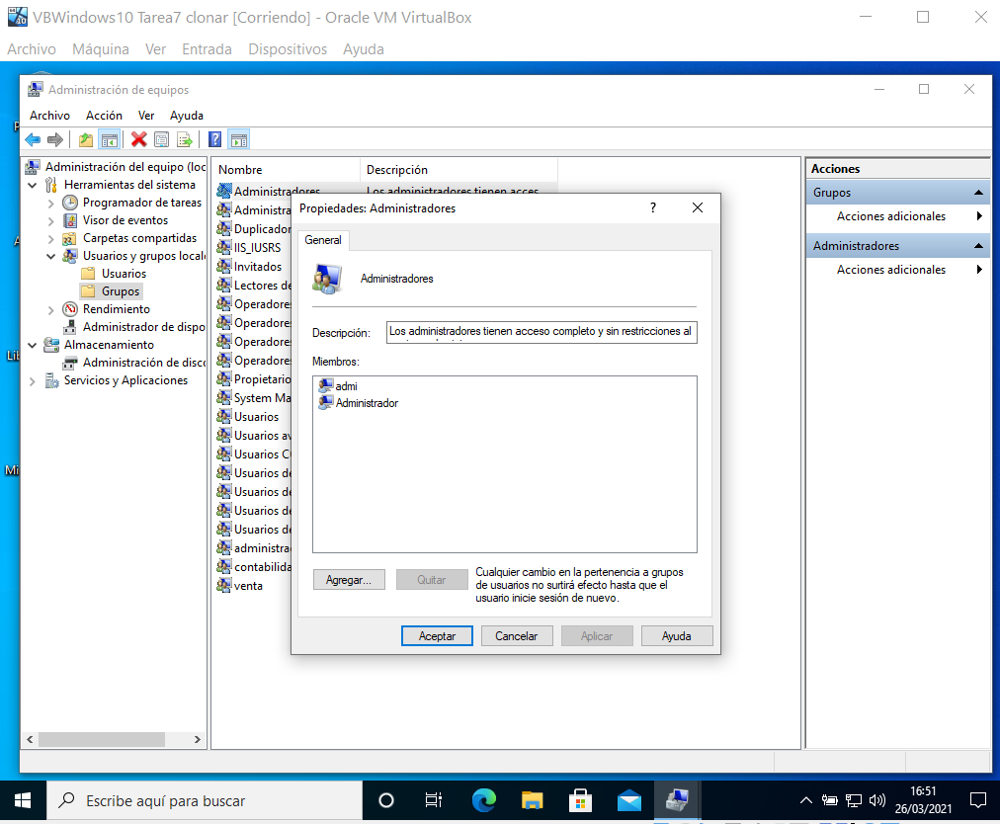 VBWindows10 Tarea7 clonar [Corriendo] - Oracle VM VirtualBox
Archivo Máquina Ver Entrada Dispositivos Ayuda
Administración de equipos
Archivo Acción Ver Ayuda
Administración del equipo (loc
Herramientas del sistema
Programador de tareas
Visor de eventos
Carpetas compartidas
Usuarios y grupos locale
Usuarios
Grupos
Rendimiento
Administrador de dispo
Almacenamiento
Administración de disco
Servicios y Aplicaciones
Nombre Descripción
Administradores Los administradores tienen acces...
Administra
Duplicador
IIS_IUSRS
Invitados
Lectores de
Operadores
Operadores
Operadores
Operadores
Propietario
System Ma
Usuarios
Usuarios av
Usuarios CO
Usuarios de
Usuarios de
Usuarios de
Usuarios de
administrac
contabilida
venta
Propiedades: Administradores ?
General
Administradores
Descripción: Los administradores tienen acceso completo y sin restricciones al
Miembros:
admi
Administrador
Agregar... Quitar
Cualquier cambio en la pertenencia a grupos
de usuarios no surtirá efecto hasta que el
usuario inicie sesión de nuevo.
Aceptar Cancelar Aplicar Ayuda
Acciones
Grupos
Acciones adicionales
Administradores
Acciones adicionales
Escribe aquí para buscar
16:51
26/03/2021